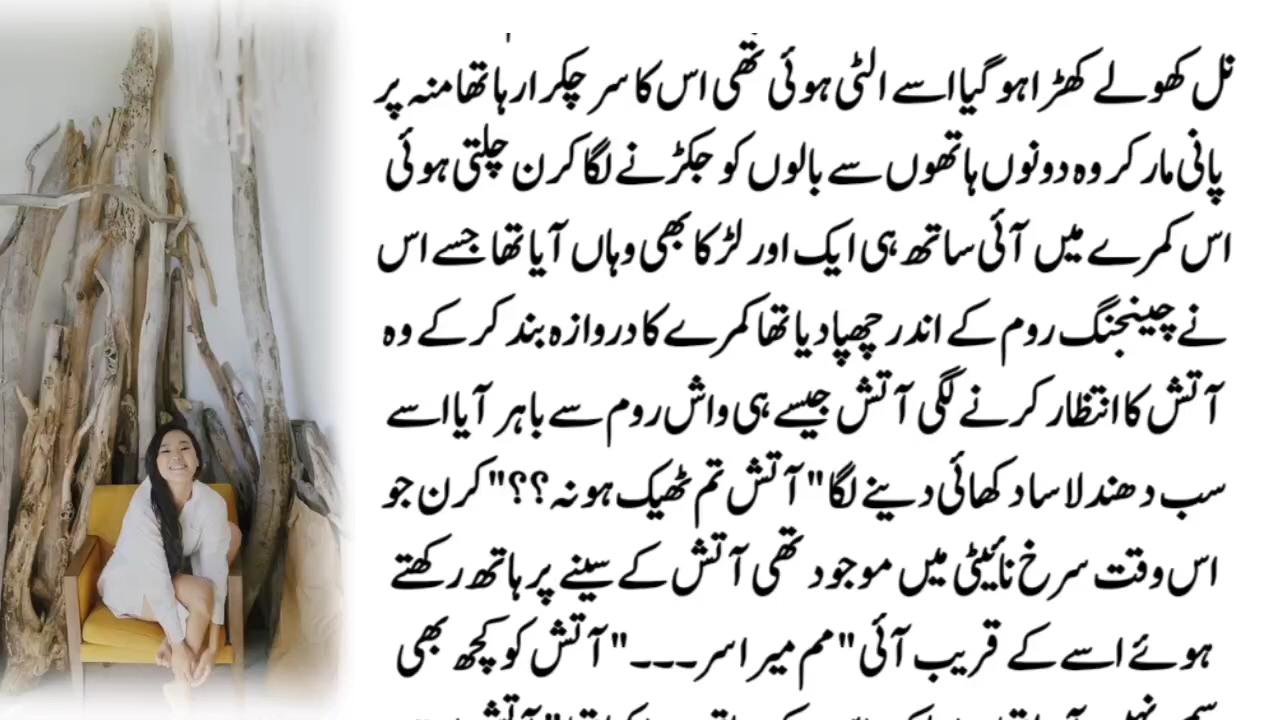 نل کھولے کھڑا ہو گیا اسے الٹی ہوئی تھی اس کا سر چکرا رہا تھا منہ پر
پانی مار کر وہ دونوں ہاتھوں سے بالوں کو جکڑنے لگا کرن چلتی ہوئی
اس کمرے میں آئی ساتھ ہی ایک اور لڑکا بھی وہاں آیا تھا جسے اس
نے چینجنگ روم کے اندر چھپا دیا تھا کمرے کا دروازہ بند کر کے وہ
آتش کا انتظار کرنے لگی آتش جیسے ہی واش روم سے باہر آیا اسے
سب دھندلا سا دکھائی دینے لگا "آتش تم ٹھیک ہو نہ؟؟" کرن جو
اس وقت سرخ نائیٹی میں موجود تھی آتش کے سینے پر ہاتھ رکھتے
ہوئے اسے کے قریب آئی "مم میرا سر۔۔۔" آتش کو کچھ بھی